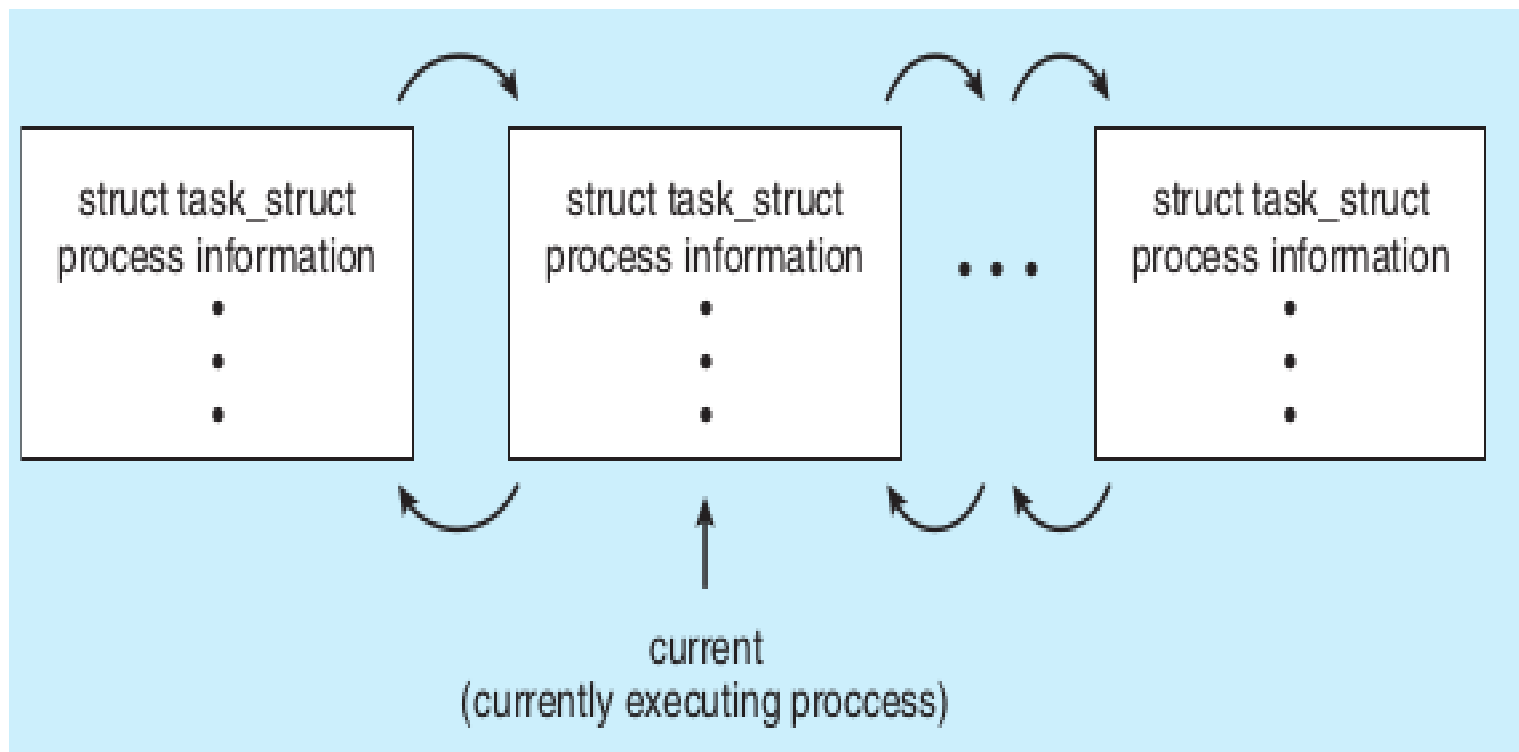 struct task_struct
process information
struct task_struct
process information
struct task_struct
process information
current
(currently executing proccess)